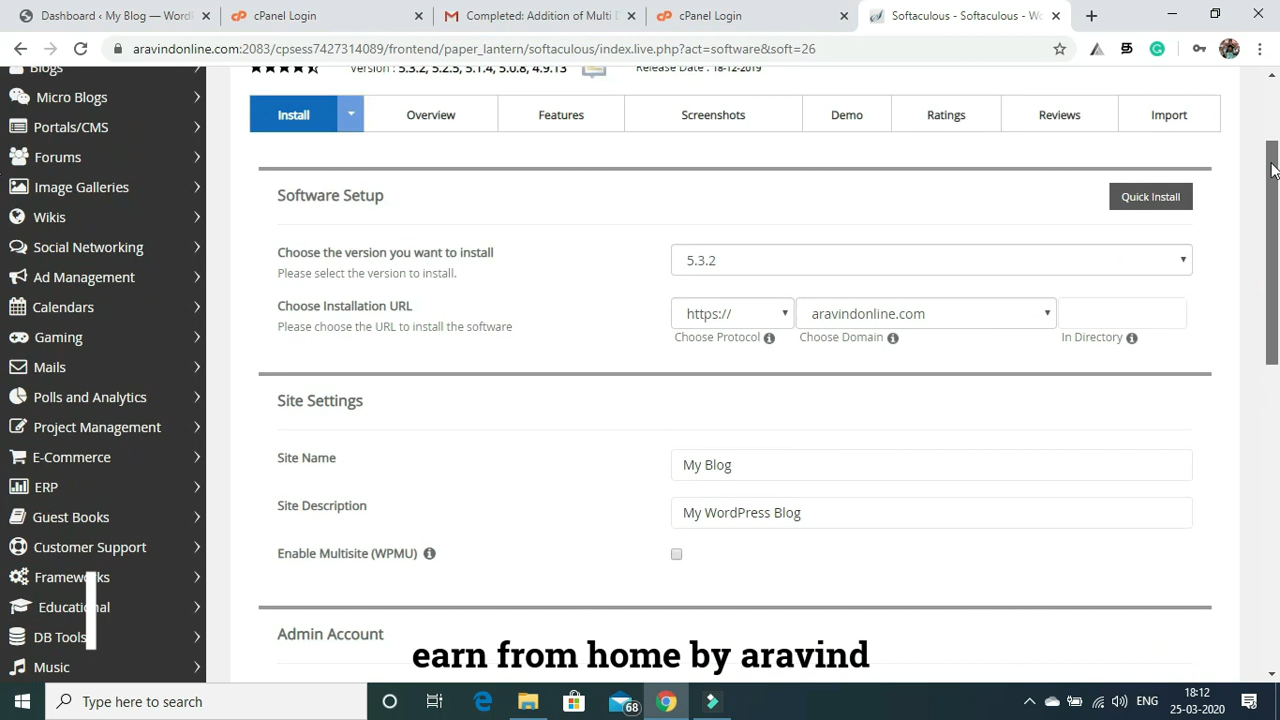 Dashboard ‹ My Blog — WordP
cPanel Login
Completed: Addition of Multi D
cPanel Login
Softaculous - Softaculous - Wo
aravindonline.com:2083/cpsess7427314089/frontend/paper_lantern/softaculous/index.live.php?act=software&soft=26
Blogs
Version : 5.3.2, 5.2.5, 5.1.4, 5.0.8, 4.9.13
Release Date : 18-12-2019
Micro Blogs
Portals/CMS
Forums
Image Galleries
Wikis
Social Networking
Ad Management
Calendars
Gaming
Mails
Polls and Analytics
Project Management
E-Commerce
ERP
Guest Books
Customer Support
Frameworks
Educational
DB Tools
Music
Install
Overview
Features
Screenshots
Demo
Ratings
Reviews
Import
Software Setup
Quick Install
Choose the version you want to install
Please select the version to install.
5.3.2
Choose Installation URL
Please choose the URL to install the software
https://
aravindonline.com
Choose Protocol
Choose Domain
In Directory
Site Settings
Site Name
My Blog
Site Description
My WordPress Blog
Enable Multisite (WPMU)
Admin Account
earn from home by aravind
Type here to search
68
ENG
18:12
25-03-2020